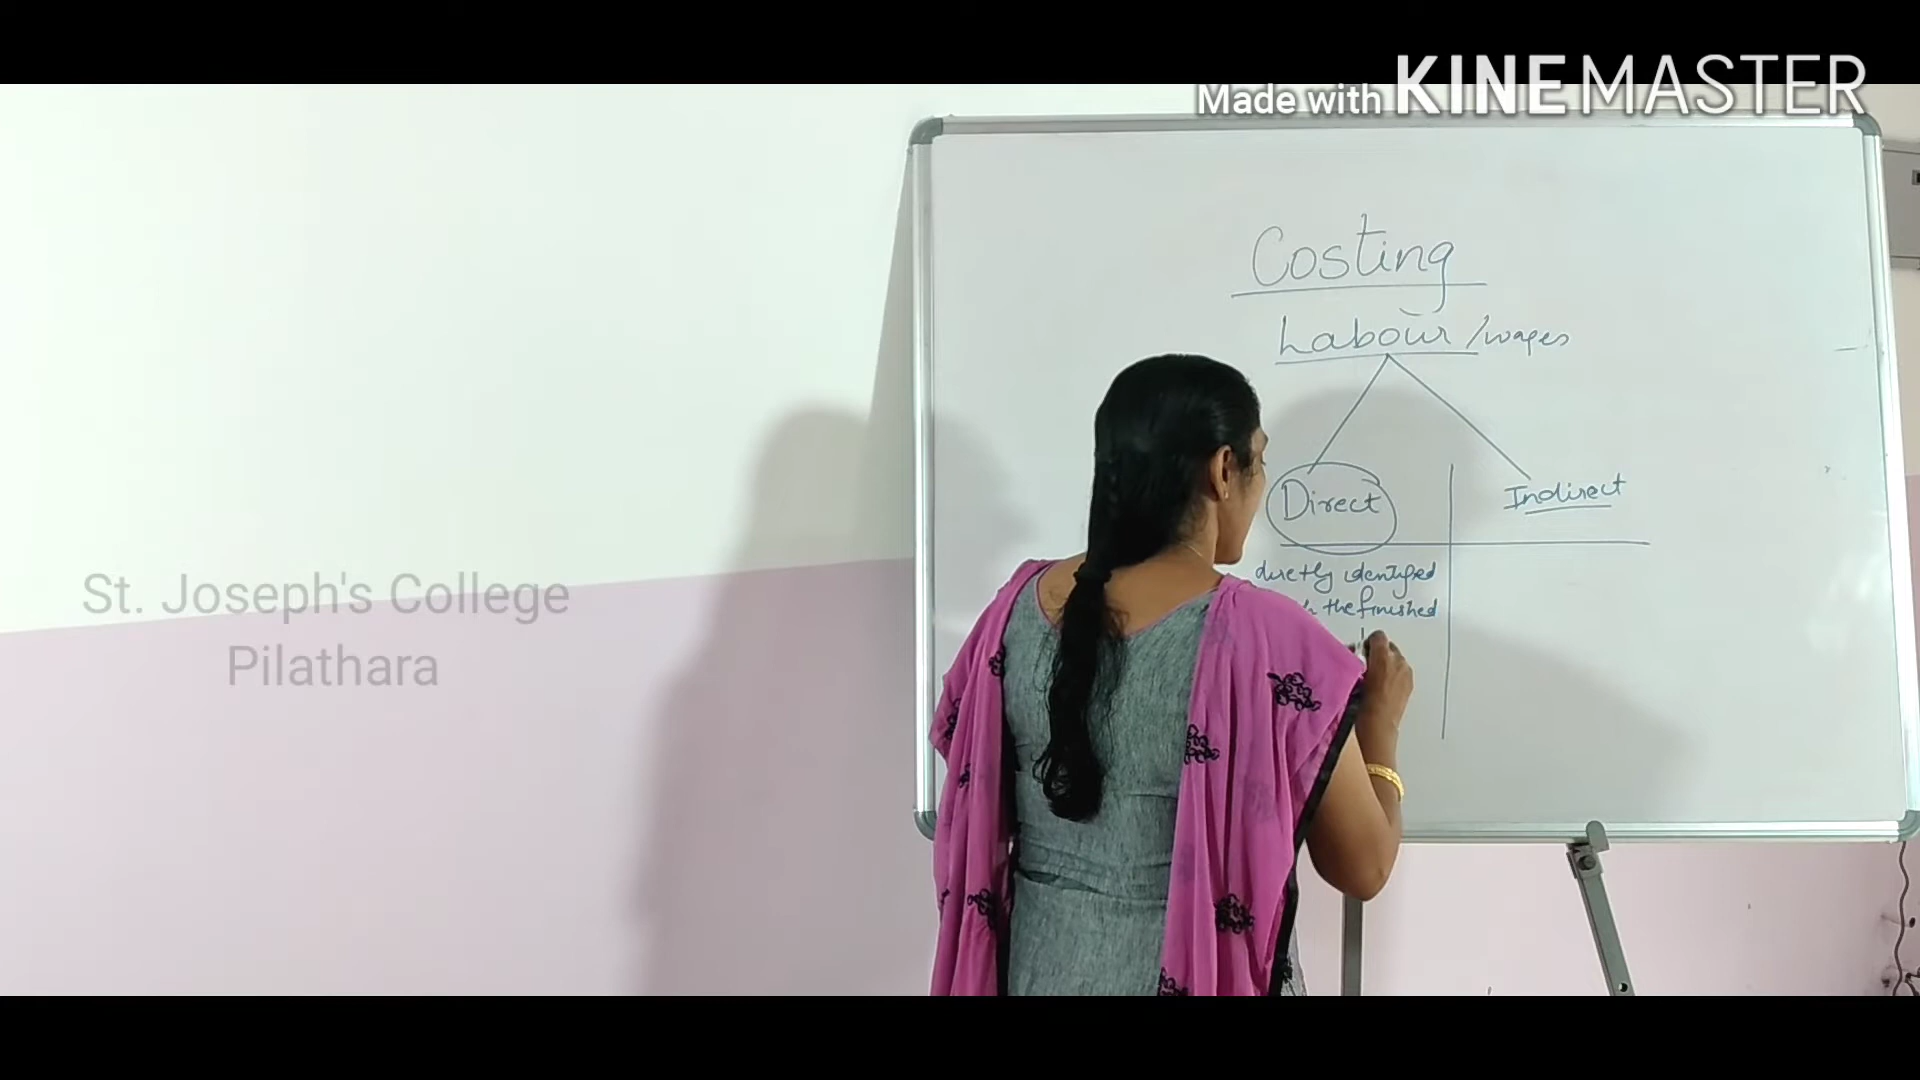 Made with KINEMASTER
Costing
Labour / wages
Direct
Indirect
directly identified
the finished
St. Joseph's College
Pilathara